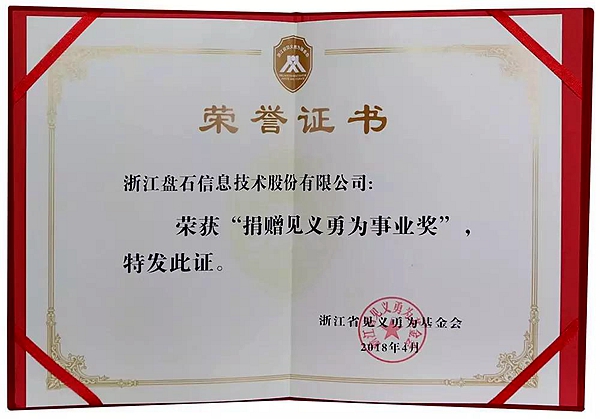 荣誉证书
浙江盘石信息技术股份有限公司：
荣获“捐赠见义勇为事业奖”，
特发此证。
浙江省见义勇为基金会
2018年4月